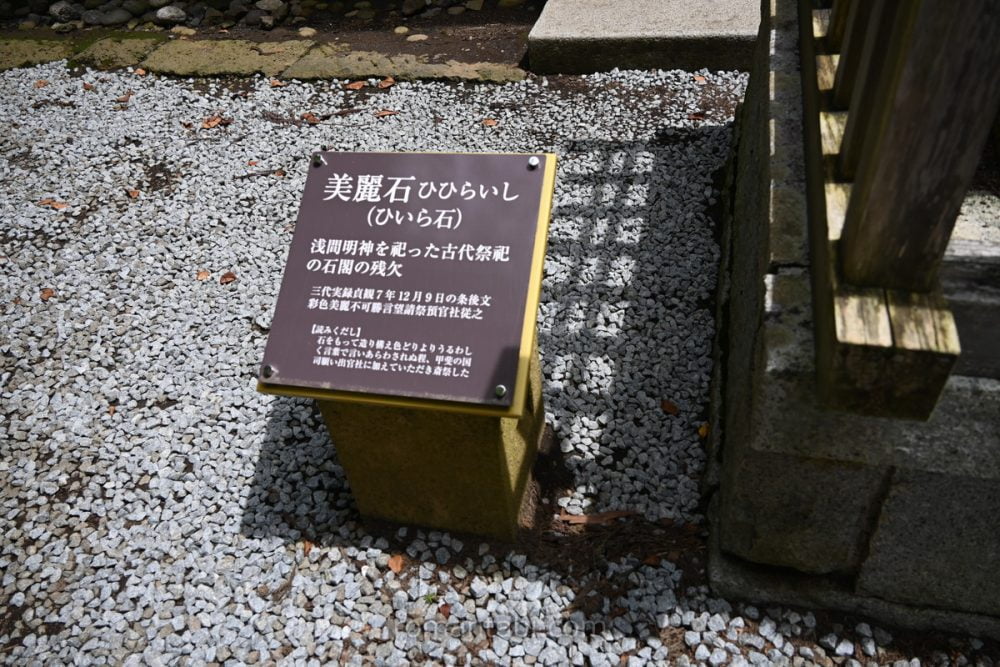 美麗石 ひひらいし
(ひいら石)
浅間明神を祀った古代祭祀
の石閣の残欠
三代実録貞観7年12月9日の条後文
彩色美麗不可勝言望請祭預官社従之
【読みくだし】
石をもって造り構え色どりよりうるわし
く言葉で言いあらわされぬ程、甲斐の国
司願い出官社に加えていただき斎祭した